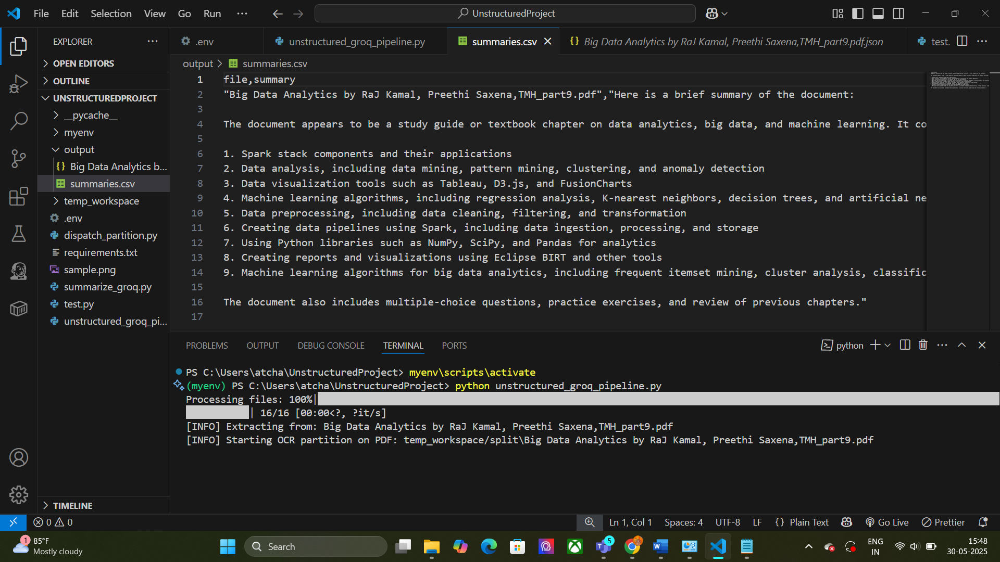 File Edit Selection View Go Run ··· UnstructuredProject
EXPLORER ···
OPEN EDITORS
OUTLINE
UNSTRUCTUREDPROJECT
__pycache__
myenv
output
Big Data Analytics b...
summaries.csv
temp_workspace
.env
dispatch_partition.py
requirements.txt
sample.png
summarize_groq.py
test.py
unstructured_groq_pi...
TIMELINE
.env unstructured_groq_pipeline.py summaries.csv {} Big Data Analytics by RaJ Kamal, Preethi Saxena,TMH_part9.pdf.json test. ···
output > summaries.csv
1 file,summary
2 "Big Data Analytics by RaJ Kamal, Preethi Saxena,TMH_part9.pdf","Here is a brief summary of the document:
3
4 The document appears to be a study guide or textbook chapter on data analytics, big data, and machine learning. It co
5
6 1. Spark stack components and their applications
7 2. Data analysis, including data mining, pattern mining, clustering, and anomaly detection
8 3. Data visualization tools such as Tableau, D3.js, and FusionCharts
9 4. Machine learning algorithms, including regression analysis, K-nearest neighbors, decision trees, and artificial ne
10 5. Data preprocessing, including data cleaning, filtering, and transformation
11 6. Creating data pipelines using Spark, including data ingestion, processing, and storage
12 7. Using Python libraries such as NumPy, SciPy, and Pandas for analytics
13 8. Creating reports and visualizations using Eclipse BIRT and other tools
14 9. Machine learning algorithms for big data analytics, including frequent itemset mining, cluster analysis, classific
15
16 The document also includes multiple-choice questions, practice exercises, and review of previous chapters."
17
PROBLEMS OUTPUT DEBUG CONSOLE TERMINAL PORTS python
PS C:\Users\atcha\UnstructuredProject> myenv\scripts\activate
(myenv) PS C:\Users\atcha\UnstructuredProject> python unstructured_groq_pipeline.py
Processing files: 100%|
| 16/16 [00:00<?, ?it/s]
[INFO] Extracting from: Big Data Analytics by RaJ Kamal, Preethi Saxena,TMH_part9.pdf
[INFO] Starting OCR partition on PDF: temp_workspace/split\Big Data Analytics by RaJ Kamal, Preethi Saxena,TMH_part9.pdf
0 0 Ln 1, Col 1 Spaces: 4 UTF-8 LF {} Plain Text Go Live Prettier
1 85°F
Mostly cloudy
Search
5
ENG
IN
15:48
30-05-2025